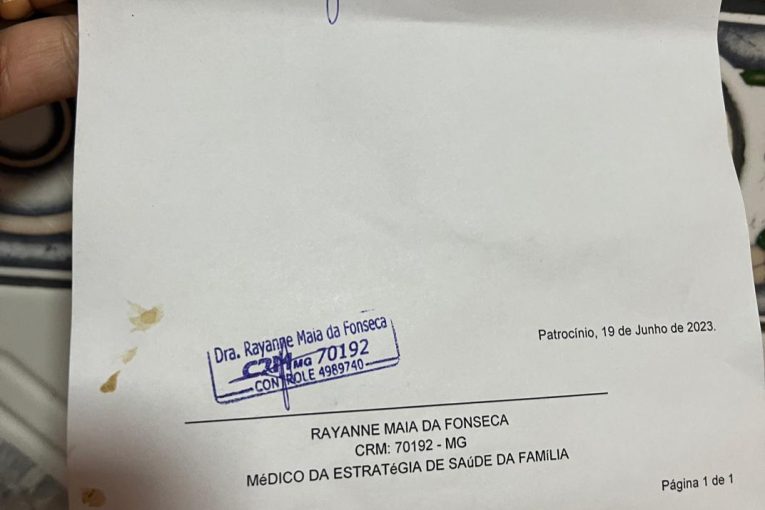 Patrocínio, 19 de Junho de 2023.
Dra. Rayanne Maia da Fonseca
CRM MG 70192
CONTROLE 4989740
RAYANNE MAIA DA FONSECA
CRM: 70192 - MG
MéDICO DA ESTRATéGIA DE SAúDE DA FAMíLIA
Página 1 de 1